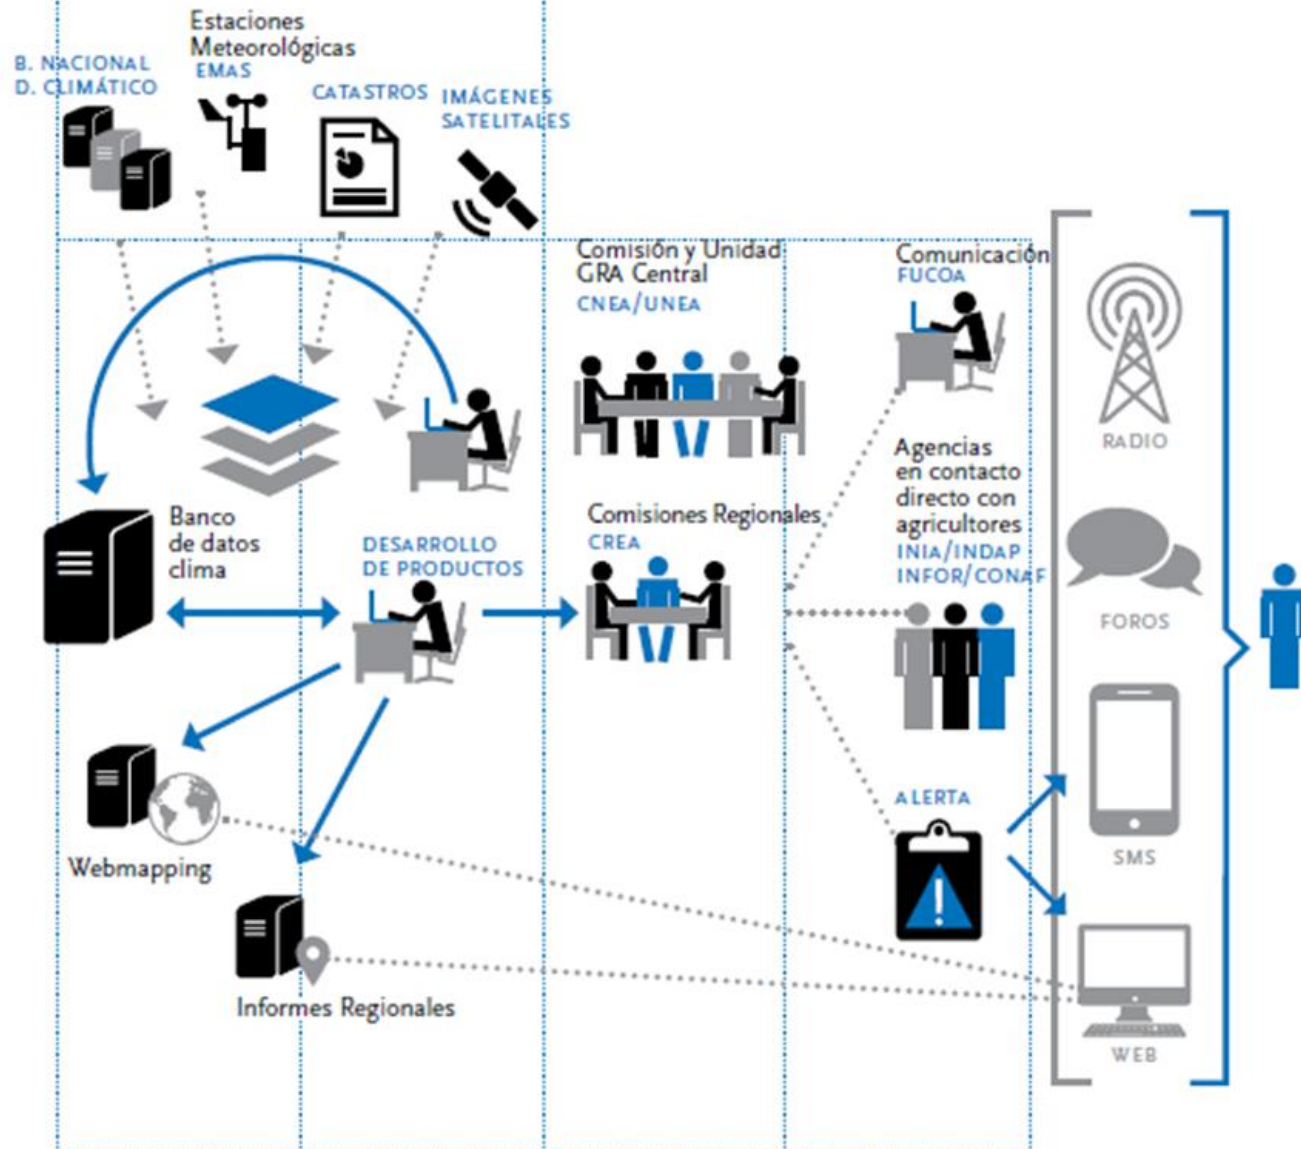 Estaciones
Meteorológicas
EMAS
B. NACIONAL
D. CLIMÁTICO
CATASTROS
IMÁGENES
SATELITALES
Comisión y Unidad
GRA Central
CNEA/UNEA
Comunicación
FUCOA
RADIO
Agencias
en contacto
directo con
agricultores
INIA/INDAP
INFOR/CONAF
Banco
de datos
clima
DESARROLLO
DE PRODUCTOS
Comisiones Regionales
CREA
FOROS
ALERTA
SMS
Webmapping
Informes Regionales
WEB